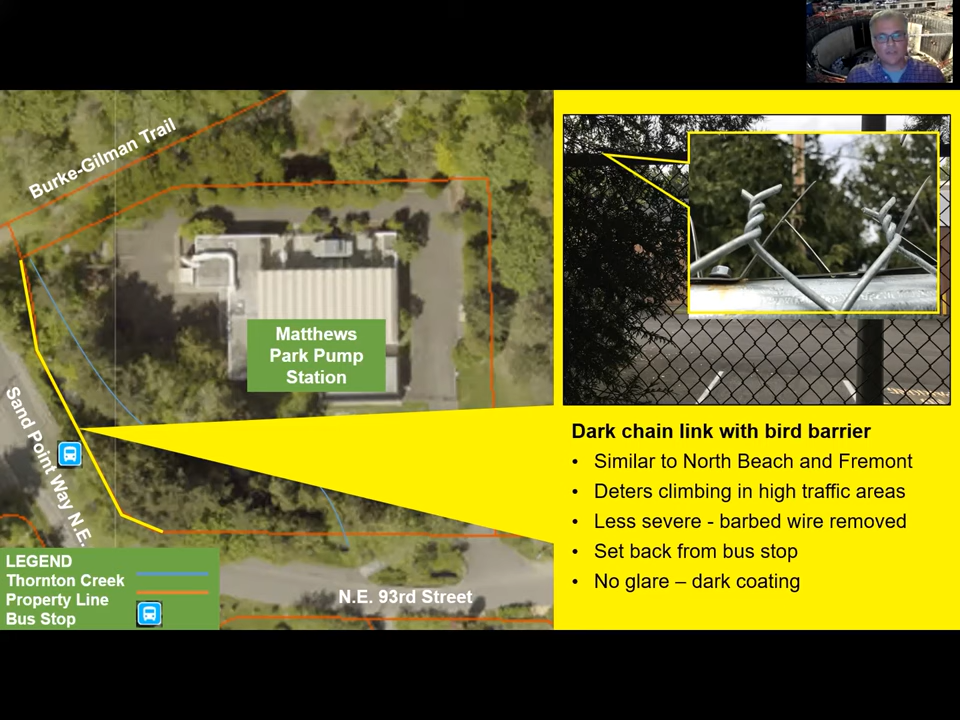 Burke-Gilman Trail
Matthews
Park Pump
Station
Sand Point Way N.E.
N.E. 93rd Street
LEGEND
Thornton Creek
Property Line
Bus Stop
Dark chain link with bird barrier
• Similar to North Beach and Fremont
• Deters climbing in high traffic areas
• Less severe - barbed wire removed
• Set back from bus stop
• No glare – dark coating